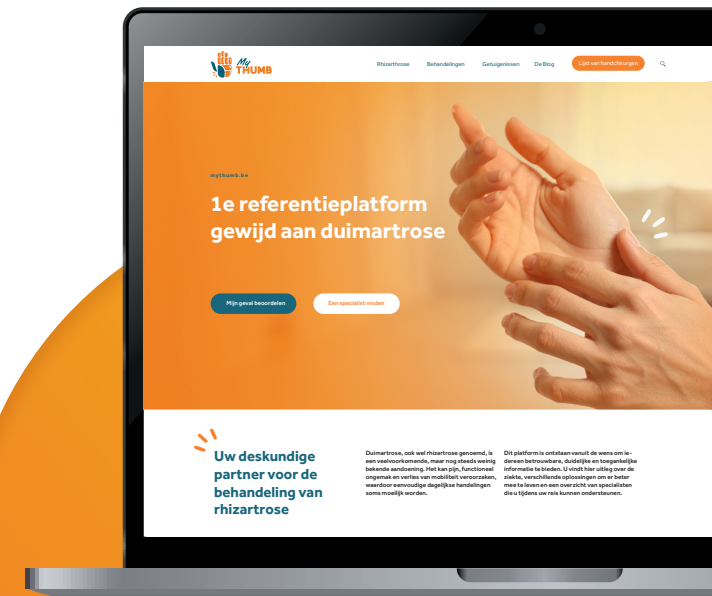 My
THUMB
Rhizarthrose Behandelingen Getuigenissen De Blog Lijst van handchirurgen
mythumb.be
1e referentieplatform
gewijd aan duimartrose
Mijn geval beoordelen Een specialist vinden
Uw deskundige
partner voor de
behandeling van
rhizartrose
Duimartrose, ook wel rhizartrose genoemd, is
een veelvoorkomende, maar nog steeds weinig
bekende aandoening. Het kan pijn, functioneel
ongemak en verlies van mobiliteit veroorzaken,
waardoor eenvoudige dagelijkse handelingen
soms moeilijk worden.
Dit platform is ontstaan vanuit de wens om ie-
dereen betrouwbare, duidelijke en toegankelijke
informatie te bieden. U vindt hier uitleg over de
ziekte, verschillende oplossingen om er beter
mee te leven en een overzicht van specialisten
die u tijdens uw reis kunnen ondersteunen.